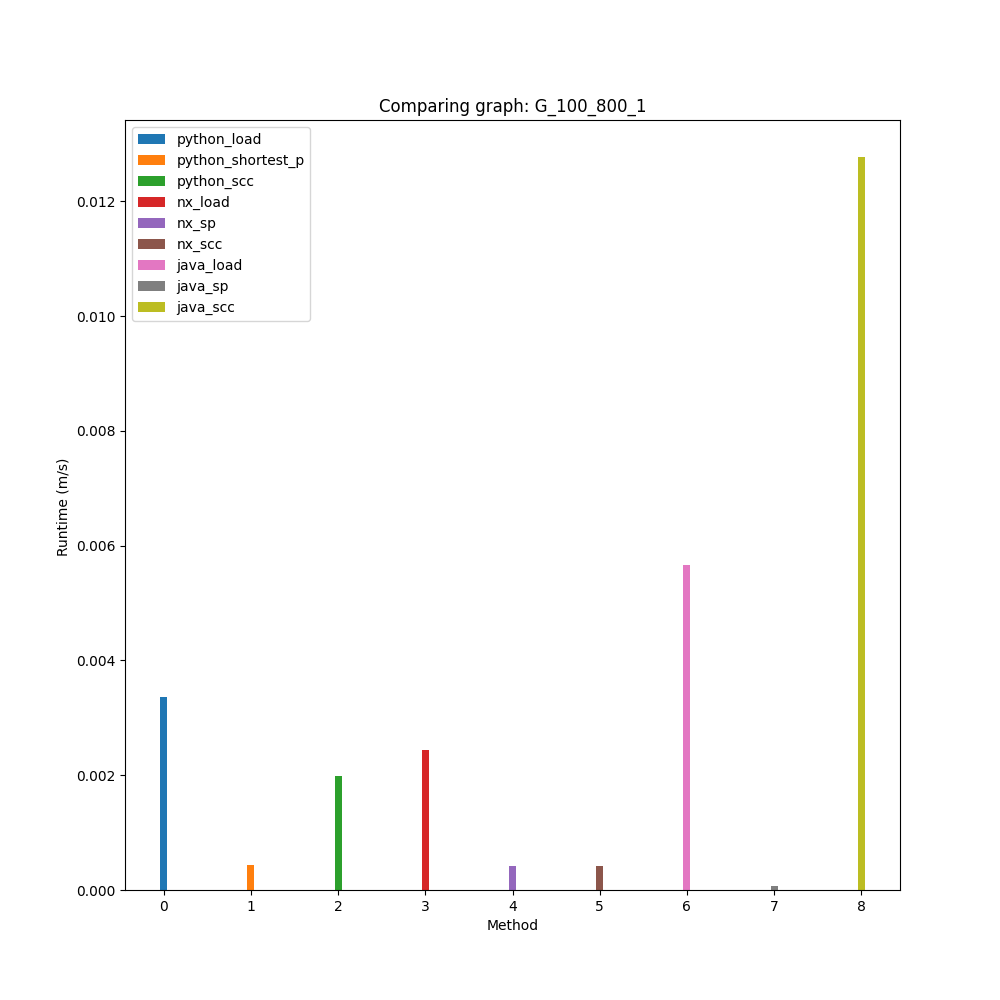 Comparing graph: G_100_800_1
python_load
python_shortest_p
python_scc
nx_load
nx_sp
nx_scc
java_load
java_sp
java_scc
0.012
0.010
0.008
0.006
0.004
0.002
0.000
Runtime (m/s)
0 1 2 3 4 5 6 7 8
Method